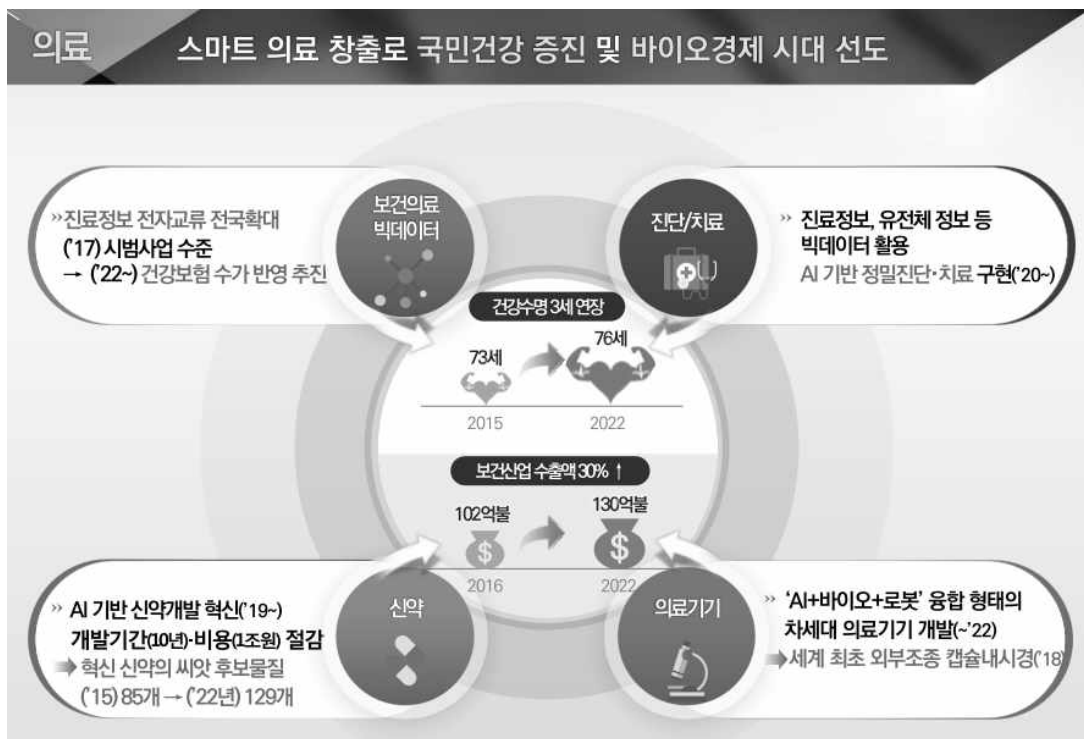 의료
스마트 의료 창출로 국민건강 증진 및 바이오경제 시대 선도
»진료정보 전자교류 전국확대
('17) 시범사업 수준
→ ('22~) 건강보험 수가 반영 추진
보건의료
빅데이터
진단/치료
» 진료정보, 유전체 정보 등
빅데이터 활용
AI 기반 정밀진단·치료 구현('20~)
건강수명 3세 연장
73세
76세
2015
2022
보건산업 수출액 30% ↑
102억불
130억불
$
$
2016
2022
» AI 기반 신약개발 혁신('19~)
개발기간(10년)·비용(1조원) 절감
➡ 혁신 신약의 씨앗 후보물질
('15) 85개 → ('22년) 129개
신약
의료기기
» ‘AI+바이오+로봇’ 융합 형태의
차세대 의료기기 개발(~'22)
➡세계 최초 외부조종 캡슐내시경('18)